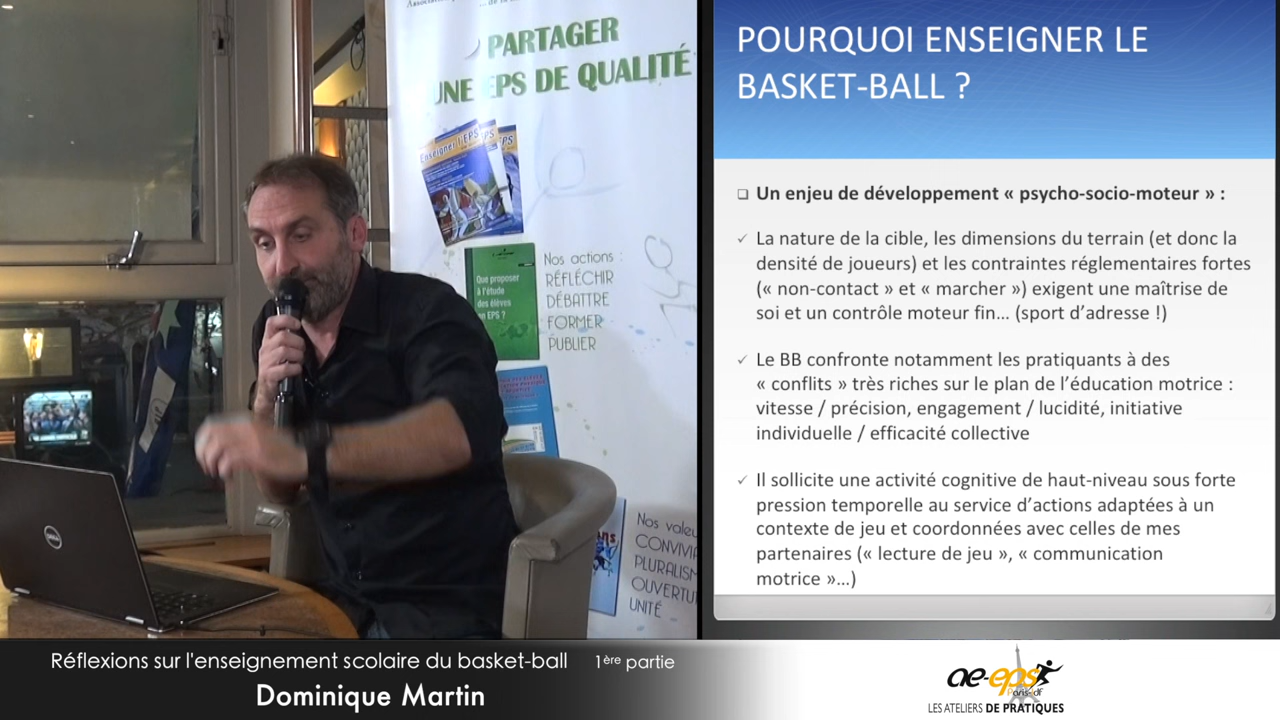 PARTAGER
UNE EPS DE QUALITÉ
Enseigner l'EPS
EPS
Que proposer
à l'étude
des élèves
en EPS ?
Nos actions :
RÉFLÉCHIR
DÉBATTRE
FORMER
PUBLIER
DELL
Nos valeu
CONVIVI
PLURALISM
OUVERTU
UNITÉ
POURQUOI ENSEIGNER LE
BASKET-BALL ?
Un enjeu de développement « psycho-socio-moteur » :
La nature de la cible, les dimensions du terrain (et donc la
densité de joueurs) et les contraintes réglementaires fortes
(« non-contact » et « marcher ») exigent une maîtrise de
soi et un contrôle moteur fin... (sport d'adresse !)
Le BB confronte notamment les pratiquants à des
« conflits » très riches sur le plan de l'éducation motrice :
vitesse / précision, engagement / lucidité, initiative
individuelle / efficacité collective
Il sollicite une activité cognitive de haut-niveau sous forte
pression temporelle au service d'actions adaptées à un
contexte de jeu et coordonnées avec celles de mes
partenaires (« lecture de jeu », « communication
motrice »...)
Réflexions sur l'enseignement scolaire du basket-ball 1ère partie
Dominique Martin
ae-eps
Paris-idf
LES ATELIERS DE PRATIQUES